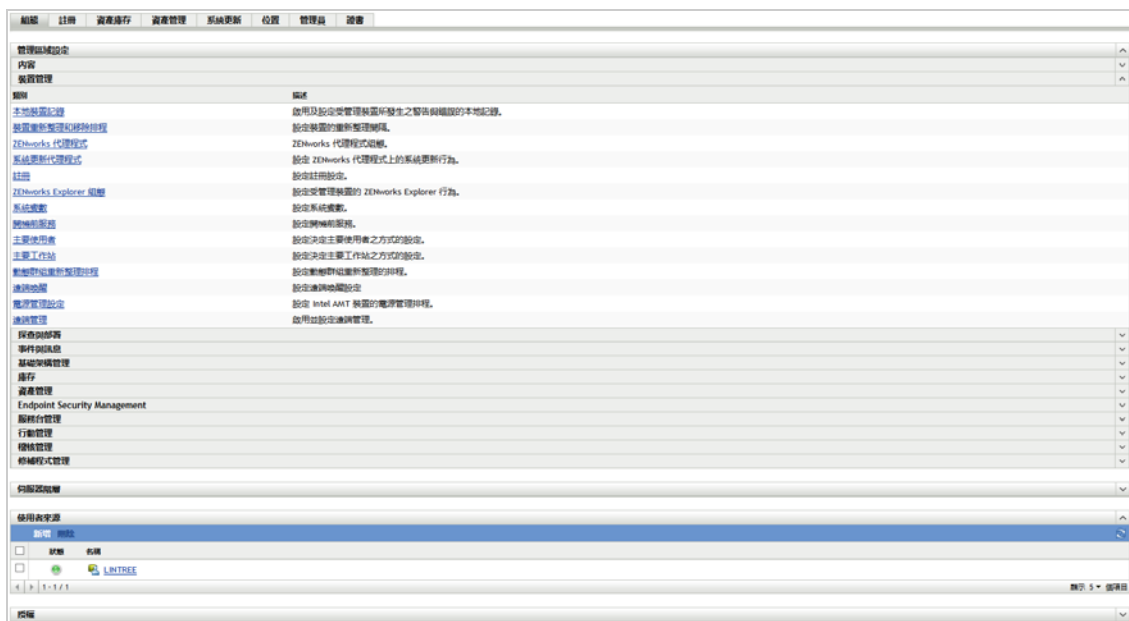 組態 註冊 資產庫存 資產管理 系統更新 位置 管理員 證書
管理區域設定
內容
裝置管理
類別 描述
本地裝置記錄 啟用及設定受管理裝置所發生之警告與錯誤的本地記錄。
裝置重新整理和移除排程 設定裝置的重新整理間隔。
ZENworks 代理程式 ZENworks 代理程式組態。
系統更新代理程式 設定 ZENworks 代理程式上的系統更新行為。
註冊 設定註冊設定。
ZENworks Explorer 組態 設定受管理裝置的 ZENworks Explorer 行為。
系統變數 設定系統變數。
開機前服務 設定開機前服務。
主要使用者 設定決定主要使用者之方式的設定。
主要工作站 設定決定主要工作站之方式的設定。
動態群組重新整理排程 設定動態群組重新整理的排程。
遠端喚醒 設定遠端喚醒設定
電源管理設定 設定 Intel AMT 裝置的電源管理排程。
遠端管理 啟用並設定遠端管理。
探查與部署
事件與訊息
基礎架構管理
庫存
資產管理
Endpoint Security Management
服務台管理
行動管理
稽核管理
修補程式管理
伺服器階層
使用者來源
新增 刪除
狀態 名稱
LINTREE
1 - 1 / 1 顯示 5 個項目
授權